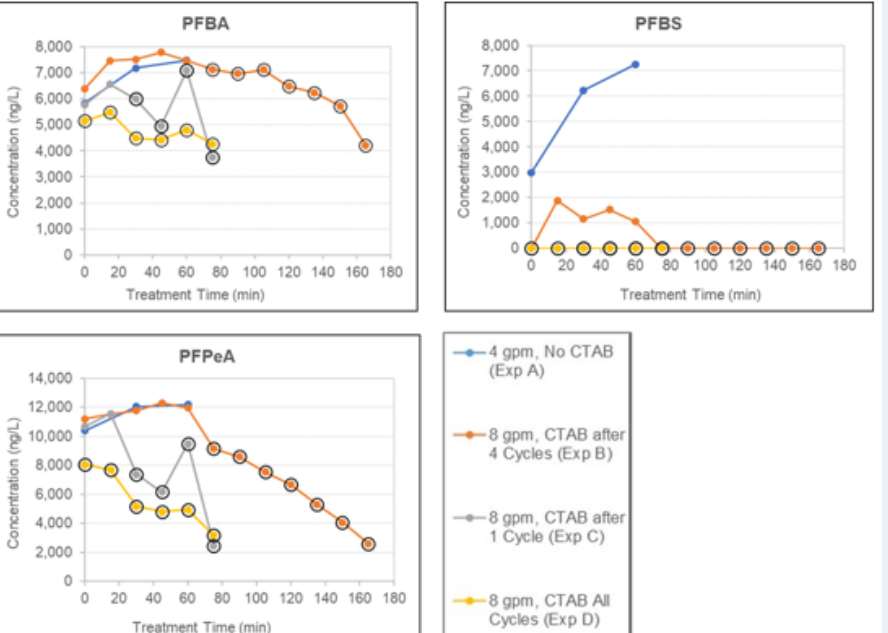 PFBA
8,000
7,000
6,000
5,000
4,000
3,000
2,000
1,000
0
Concentration (ng/L)
0 20 40 60 80 100 120 140 160 180
Treatment Time (min)
PFBS
8,000
7,000
6,000
5,000
4,000
3,000
2,000
1,000
0
Concentration (ng/L)
0 20 40 60 80 100 120 140 160 180
Treatment Time (min)
PFPeA
14,000
12,000
10,000
8,000
6,000
4,000
2,000
0
Concentration (ng/L)
0 20 40 60 80 100 120 140 160 180
Treatment Time (min)
4 gpm, No CTAB
(Exp A)
8 gpm, CTAB after
4 Cycles (Exp B)
8 gpm, CTAB after
1 Cycle (Exp C)
8 gpm, CTAB All
Cycles (Exp D)